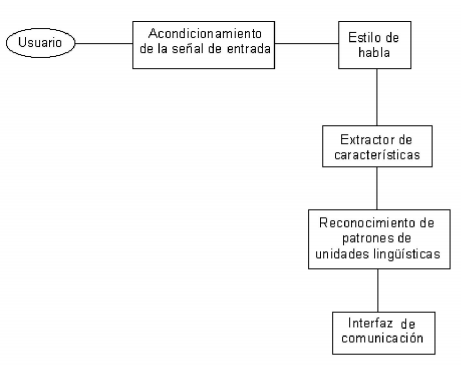 Usuario
Acondicionamiento
de la señal de entrada
Estilo de
habla
Extractor de
características
Reconocimiento de
patrones de
unidades lingüísticas
Interfaz de
comunicación